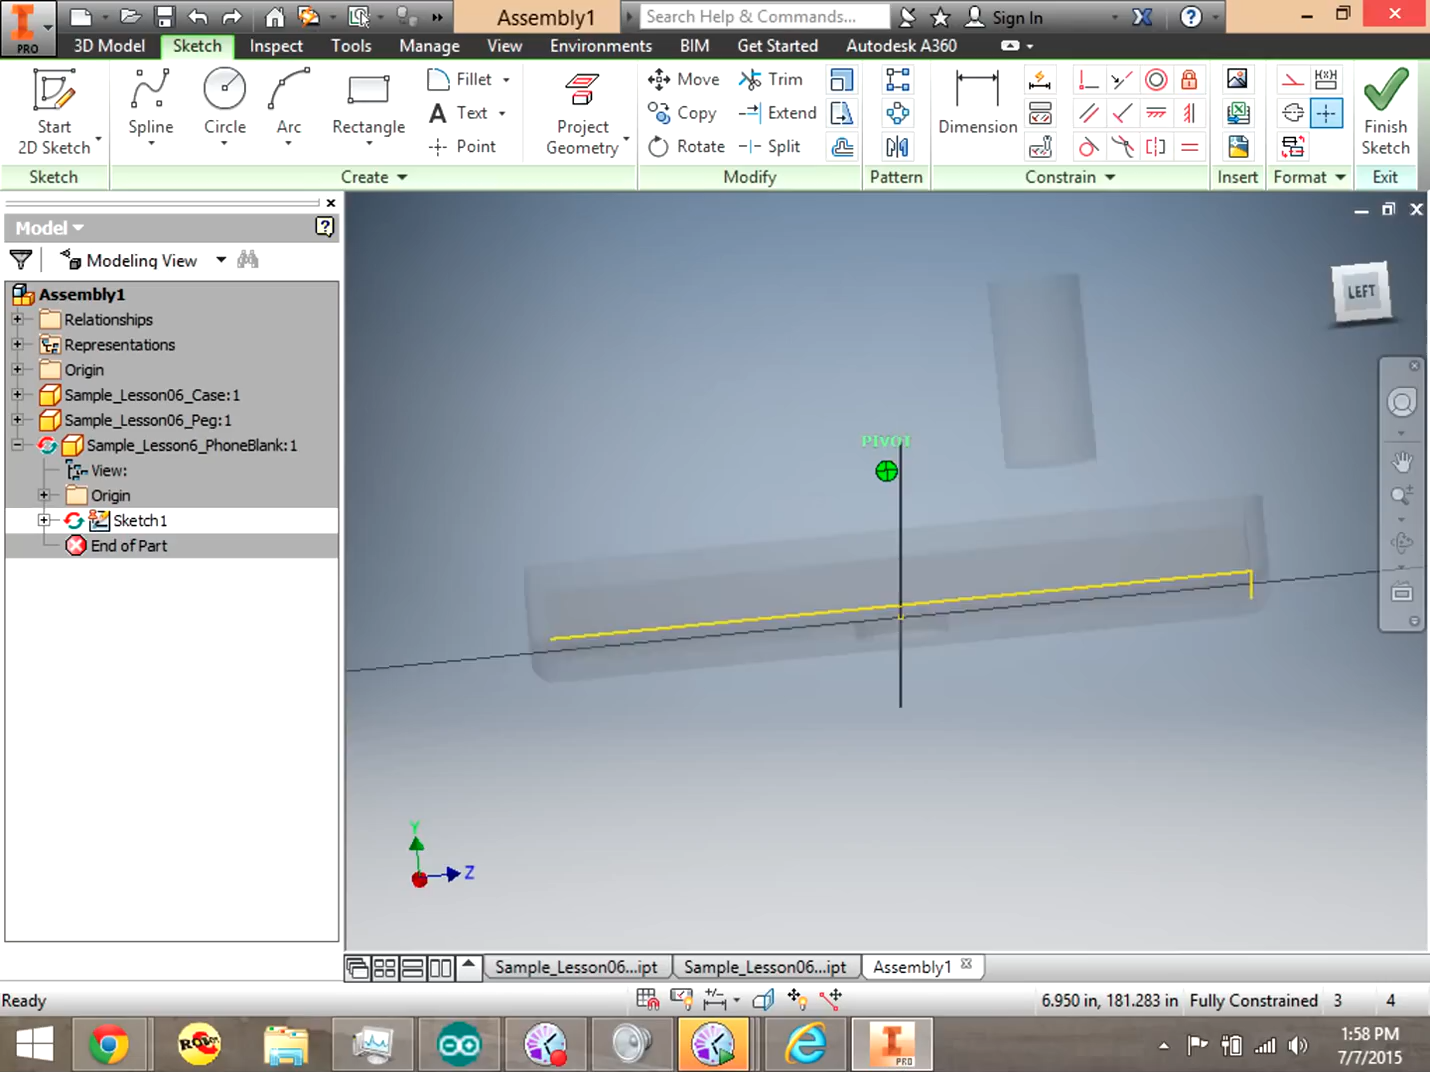 Assembly1
Search Help & Commands...
Sign In
PRO
3D Model
Sketch
Inspect
Tools
Manage
View
Environments
BIM
Get Started
Autodesk A360
Start
2D Sketch
Spline
Circle
Arc
Rectangle
Fillet
Text
Point
Project
Geometry
Move
Copy
Rotate
Trim
Extend
Split
Dimension
Finish
Sketch
Sketch
Create
Modify
Pattern
Constrain
Insert
Format
Exit
Model
Modeling View
Assembly1
Relationships
Representations
Origin
Sample_Lesson06_Case:1
Sample_Lesson06_Peg:1
Sample_Lesson6_PhoneBlank:1
View:
Origin
Sketch1
End of Part
PIVOT
LEFT
Y
Z
Sample_Lesson06...ipt
Sample_Lesson06...ipt
Assembly1
Ready
6.950 in, 181.283 in
Fully Constrained
3
4
PRO
1:58 PM
7/7/2015